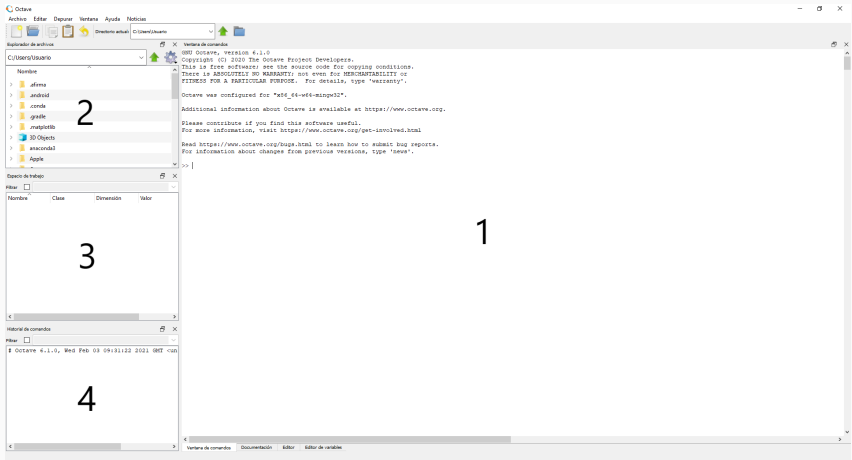 Octave
Archivo Editar Depurar Ventana Ayuda Noticias
Directorio actual: C:\Users\Usuario
Explorador de archivos
C:/Users/Usuario
Nombre
.afirma
.android
.conda
.gradle
.matplotlib
3D Objects
anaconda3
Apple
2
Espacio de trabajo
Filtrar
Nombre Clase Dimensión Valor
3
Historial de comandos
Filtrar
# Octave 6.1.0, Wed Feb 03 09:31:22 2021 GMT <un
4
Ventana de comandos
GNU Octave, version 6.1.0
Copyright (C) 2020 The Octave Project Developers.
This is free software; see the source code for copying conditions.
There is ABSOLUTELY NO WARRANTY; not even for MERCHANTABILITY or
FITNESS FOR A PARTICULAR PURPOSE.  For details, type 'warranty'.
Octave was configured for "x86_64-w64-mingw32".
Additional information about Octave is available at https://www.octave.org.
Please contribute if you find this software useful.
For more information, visit https://www.octave.org/get-involved.html
Read https://www.octave.org/bugs.html to learn how to submit bug reports.
For information about changes from previous versions, type 'news'.
>>
1
Ventana de comandos Documentación Editor Editor de variables